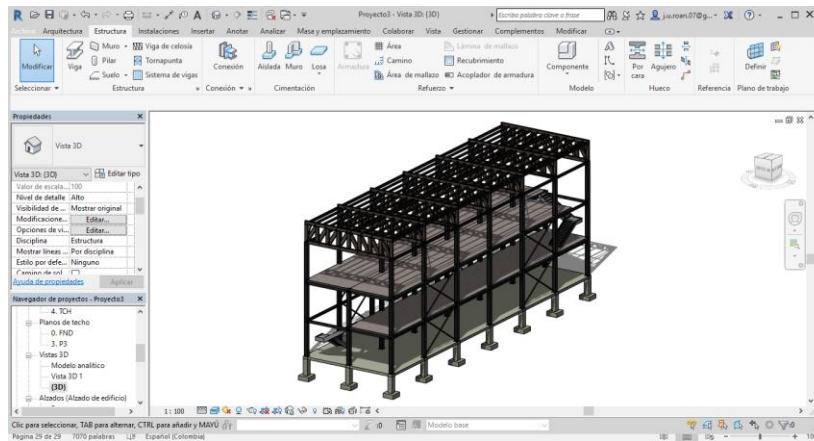 Proyecto3 - Vista 3D: {3D}
Escriba palabra clave o frase
Arquitectura Estructura Instalaciones Insertar Anotar Analizar Masa y emplazamiento Colaborar Vista Gestionar Complementos Modificar
Modificar
Viga
Muro
Pilar
Suelo
Viga de celosía
Tornapunta
Sistema de vigas
Conexión
Aislada Muro Losa
Armadura
Área
Camino
Área de mallazo
Lámina de mallazo
Recubrimiento
Acoplador de armadura
Componente
Por cara
Agujero
Definir
Seleccionar Estructura Conexión Cimentación Refuerzo Modelo Hueco Referencia Plano de trabajo
Propiedades
Vista 3D
Vista 3D: {3D} Editar tipo
Valor de escala... 100
Nivel de detalle Alto
Visibilidad de ... Mostrar original
Modificacione... Editar...
Opciones de vi... Editar...
Disciplina Estructura
Mostrar líneas ... Por disciplina
Estilo por defe... Ninguno
Camino de sol
Ayuda de propiedades Aplicar
Navegador de proyectos - Proyecto3
4. TCH
Planos de techo
0. FND
3. P3
Vistas 3D
Modelo analítico
Vista 3D 1
{3D}
Alzados (Alzado de edificio)
1 : 100
Clic para seleccionar, TAB para alternar, CTRL para añadir y MAYÚ
:0
Modelo base
Página 29 de 29 7070 palabras Español (Colombia)